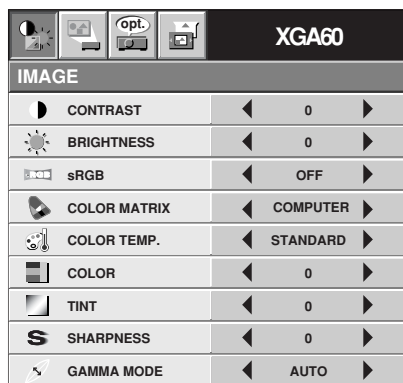 opt.
XGA60
IMAGE
CONTRAST 0
BRIGHTNESS 0
sRGB OFF
COLOR MATRIX COMPUTER
COLOR TEMP. STANDARD
COLOR 0
TINT 0
S SHARPNESS 0
GAMMA MODE AUTO